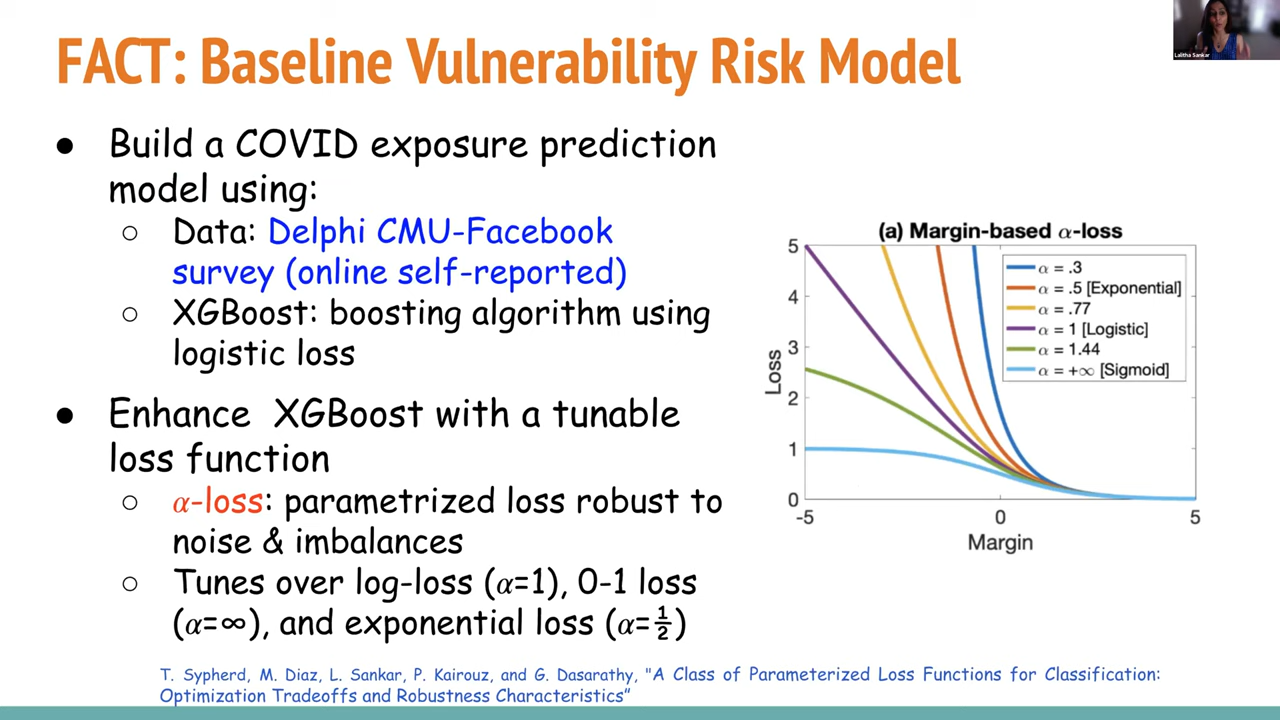 FACT: Baseline Vulnerability Risk Model
Lalitha Sankar
● Build a COVID exposure prediction
model using:
○ Data: Delphi CMU-Facebook
survey (online self-reported)
○ XGBoost: boosting algorithm using
logistic loss
● Enhance XGBoost with a tunable
loss function
○ α-loss: parametrized loss robust to
noise & imbalances
○ Tunes over log-loss (α=1), 0-1 loss
(α=∞), and exponential loss (α=½)
(a) Margin-based α-loss
5
4
3
2
1
0
Loss
-5 0 5
Margin
α = .3
α = .5 [Exponential]
α = .77
α = 1 [Logistic]
α = 1.44
α = +∞ [Sigmoid]
T. Sypherd, M. Diaz, L. Sankar, P. Kairouz, and G. Dasarathy, "A Class of Parameterized Loss Functions for Classification:
Optimization Tradeoffs and Robustness Characteristics”